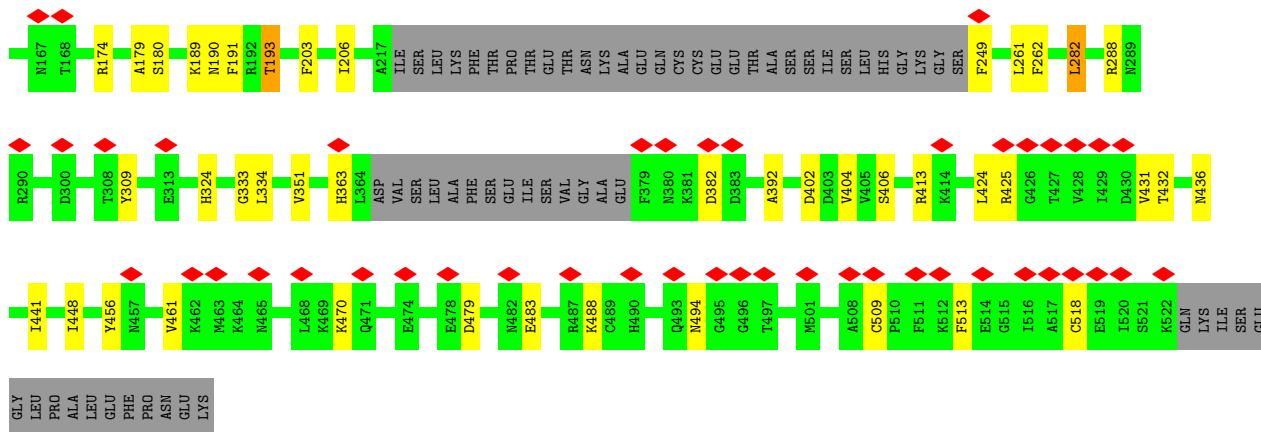 N167 T168 R174 A179 S180 K189 N190 F191 R192 T193 F203 I206 A217 ILE SER LEU LYS PHE THR PRO THR GLU THR ASN LYS ALA GLU GLN CYS CYS GLU GLU THR ALA SER SER ILE SER LEU HIS GLY LYS GLY SER F249 L261 F262 L282 R288 N289
R290 D300 T308 Y309 E313 H324 G333 L334 V351 H363 L364 ASP VAL SER LEU ALA PHE SER GLU ILE SER VAL GLY ALA GLU F379 N380 K381 D382 D383 A392 D402 D403 V404 V405 S406 R413 K414 L424 R425 G426 T427 V428 I429 D430 V431 T432 N436
I441 I448 Y456 N457 V461 K462 M463 K464 N465 L468 K469 K470 Q471 E474 E478 D479 N482 E483 R487 K488 C489 H490 Q493 N494 G495 G496 T497 M501 A508 C509 P510 F511 K512 F513 E514 G515 I516 A517 C518 E519 I520 S521 K522 GLN LYS ILE SER GLU
GLY LEU PRO ALA LEU GLU PHE PRO ASN GLU LYS